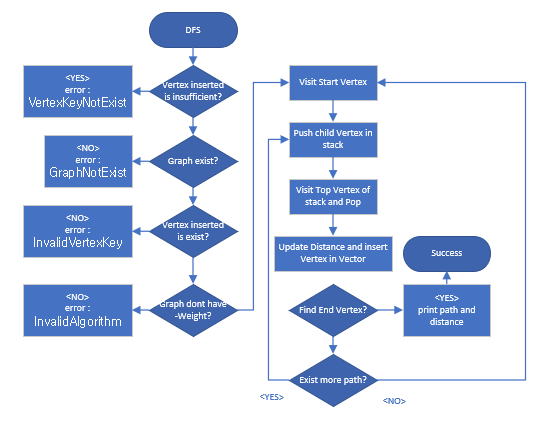 DFS
Vertex inserted
is insufficient?
<YES>
error :
VertexKeyNotExist
Graph exist?
<NO>
error :
GraphNotExist
Vertex inserted
is exist?
<NO>
error :
InvalidVertexKey
Graph dont have
-Weight?
<NO>
error :
InvalidAlgorithm
Visit Start Vertex
Push child Vertex in
stack
Visit Top Vertex of
stack and Pop
Update Distance and insert
Vertex in Vector
Find End Vertex?
<YES>
print path and
distance
Success
Exist more path?
<YES>
<NO>